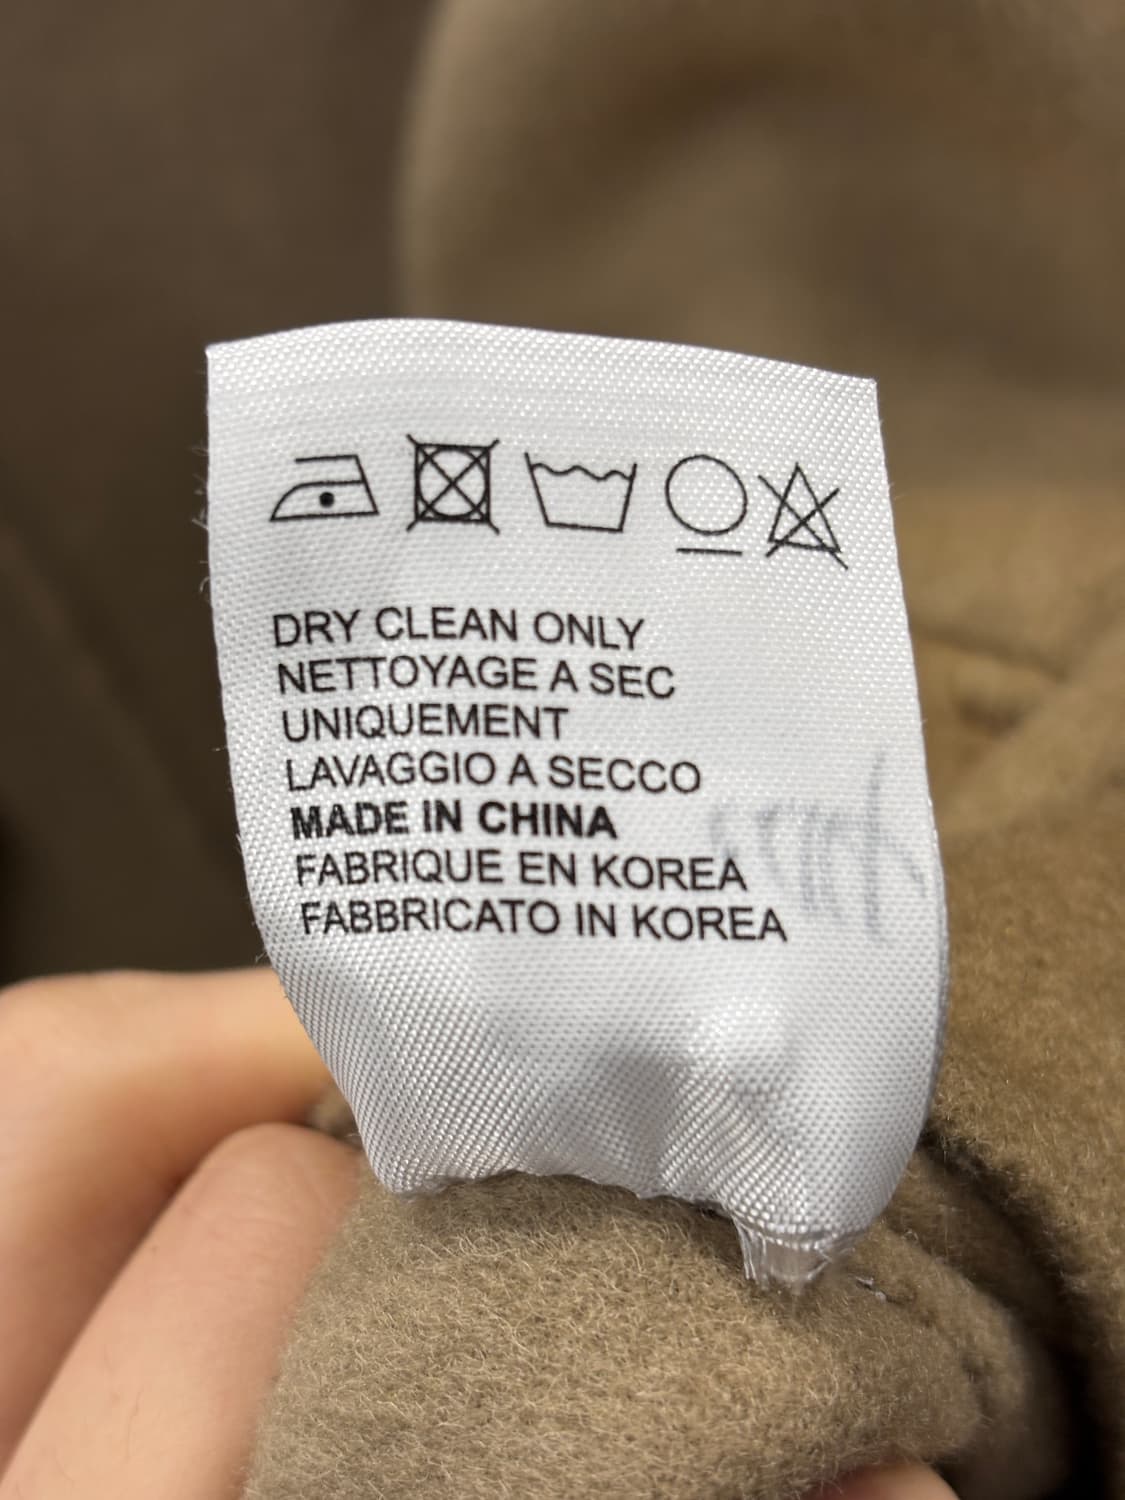 DRY CLEAN ONLY
NETTOYAGE A SEC
UNIQUEMENT
LAVAGGIO A SECCO
MADE IN CHINA
FABRIQUE EN KOREA
FABBRICATO IN KOREA